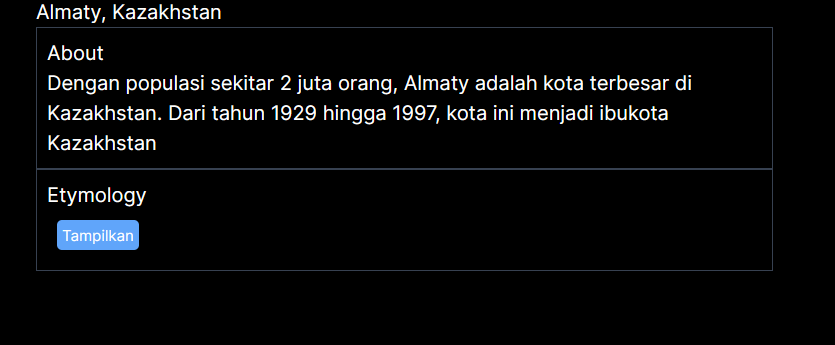 Almaty, Kazakhstan
About
Dengan populasi sekitar 2 juta orang, Almaty adalah kota terbesar di
Kazakhstan. Dari tahun 1929 hingga 1997, kota ini menjadi ibukota
Kazakhstan
Etymology
Tampilkan